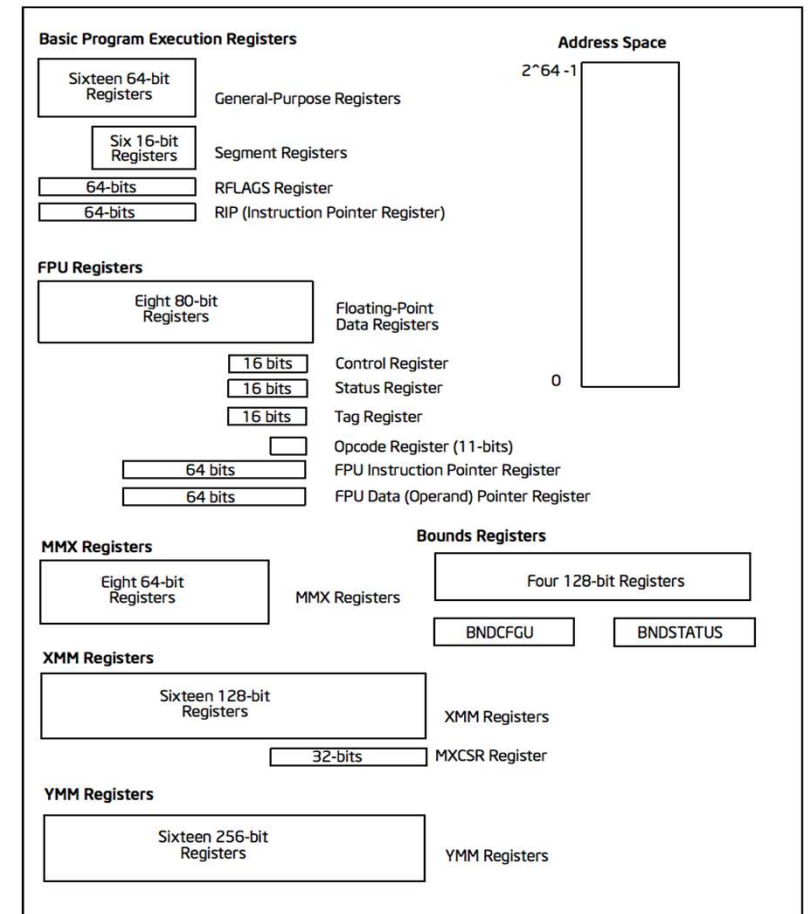 Basic Program Execution Registers
Address Space
2^64 -1
Sixteen 64-bit
Registers
General-Purpose Registers
Six 16-bit
Registers
Segment Registers
64-bits
RFLAGS Register
64-bits
RIP (Instruction Pointer Register)
FPU Registers
Eight 80-bit
Registers
Floating-Point
Data Registers
16 bits
Control Register
16 bits
Status Register
0
16 bits
Tag Register
Opcode Register (11-bits)
64 bits
FPU Instruction Pointer Register
64 bits
FPU Data (Operand) Pointer Register
MMX Registers
Eight 64-bit
Registers
MMX Registers
Bounds Registers
Four 128-bit Registers
BNDCFGU
BNDSTATUS
XMM Registers
Sixteen 128-bit
Registers
XMM Registers
32-bits
MXCSR Register
YMM Registers
Sixteen 256-bit
Registers
YMM Registers